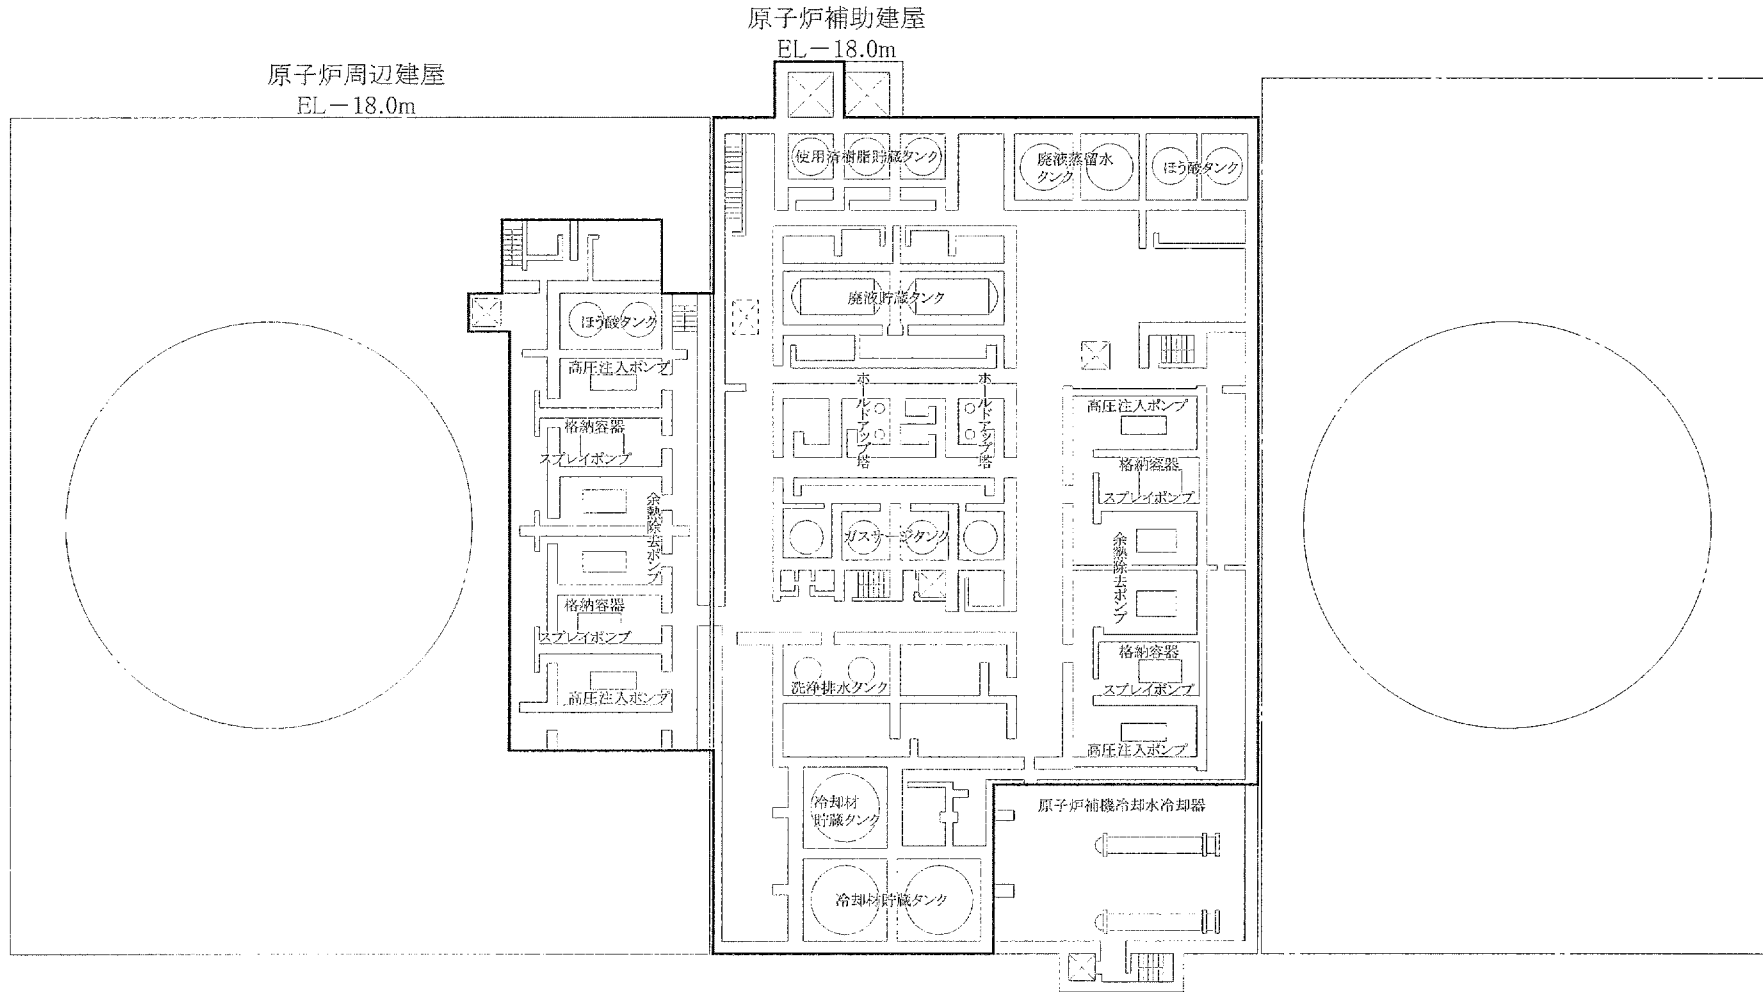 原子炉補助建屋
EL－18.0m
原子炉周辺建屋
EL－18.0m
使用済樹脂貯蔵タンク
廃液蒸留水
タンク
ほう酸タンク
廃液貯蔵タンク
ほう酸タンク
高圧注入ポンプ
格納容器
スプレイポンプ
余熱除去ポンプ
格納容器
スプレイポンプ
高圧注入ポンプ
ホールドアップ塔
ホールドアップ塔
ガスサージタンク
洗浄排水タンク
高圧注入ポンプ
格納容器
スプレイポンプ
余熱除去ポンプ
格納容器
スプレイポンプ
高圧注入ポンプ
冷却材
貯蔵タンク
冷却材貯蔵タンク
原子炉補機冷却水冷却器